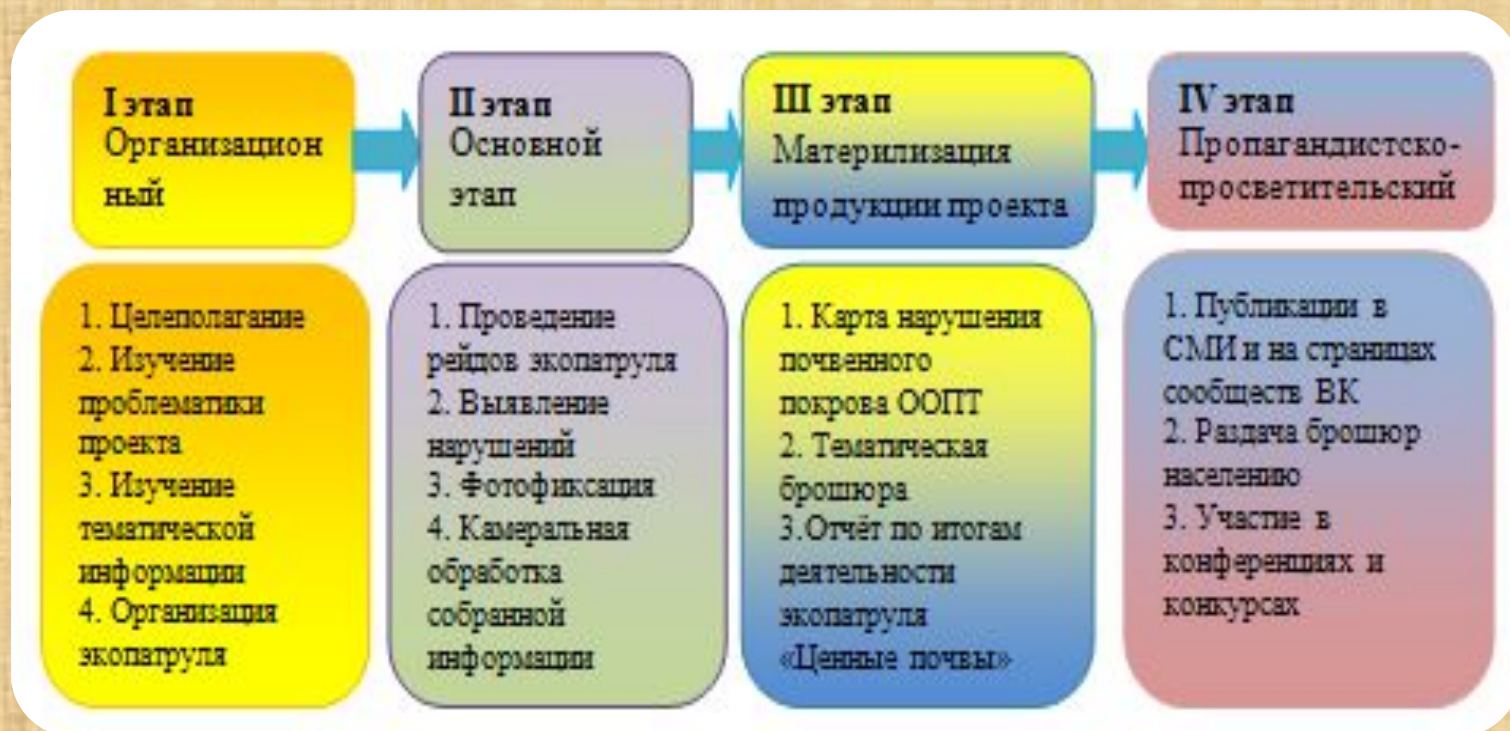 I этап
Организацион
ный
1. Целеполагание
2. Изучение
проблематики
проекта
3. Изучение
тематической
информации
4. Организация
экопатруля
II этап
Основной
этап
1. Проведение
рейдов экопатруля
2. Выявление
нарушений
3. Фотофиксация
4. Камеральная
обработка
собранной
информации
III этап
Материлизация
продукции проекта
1. Карта нарушения
почвенного
покрова ООПТ
2. Тематическая
брошюра
3.Отчёт по итогам
деятельности
экопатруля
«Ценные почвы»
IV этап
Пропагандистско-
просветительский
1. Публикации в
СМИ и на страницах
сообществ ВК
2. Раздача брошюр
населению
3. Участие в
конференциях и
конкурсах